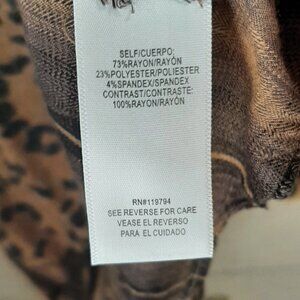 SELF/CUERPO:
73%RAYON/RAYÓN
23%POLYESTER/POLIÉSTER
4%SPANDEX/SPANDEX
CONTRAST/CONTRASTE:
100%RAYON/RAYÓN
RN#119794
SEE REVERSE FOR CARE
VEASE EL REVERSO
PARA EL CUIDADO